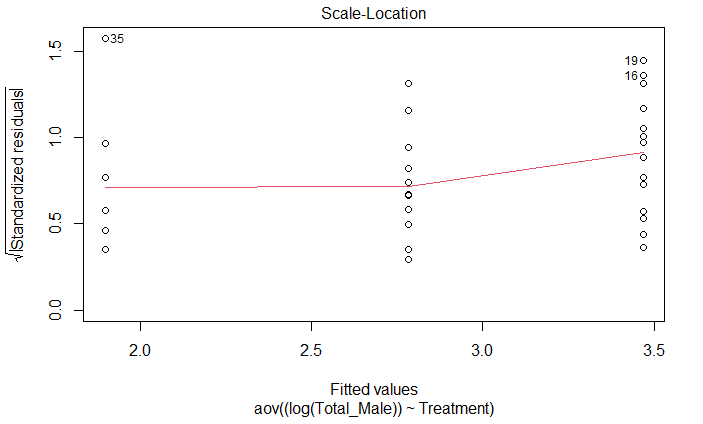 Scale-Location
√|Standardized residuals|
1.5
1.0
0.5
0.0
35
19
16
2.0 2.5 3.0 3.5
Fitted values
aov((log(Total_Male)) ~ Treatment)